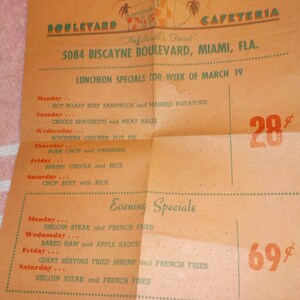 BOULEVARD CAFETERIA
5084 BISCAYNE BOULEVARD, MIAMI, FLA.
LUNCHEON SPECIALS FOR WEEK OF MARCH 19
Monday . . .
HOT ROAST BEEF SANDWICH and MASHED POTATOES
Tuesday . . .
CREOLE SPAGHETTI and MEAT BALLS
Wednesday . . .
SOUTHERN CHICKEN POT PIE
Thursday . . .
PORK CHOP and DRESSING
Friday . . .
SHRIMP CREOLE and RICE
Saturday . . .
CHOP SUEY with RICE
28¢
Evening Specials
Monday . . .
SIRLOIN STEAK and FRENCH FRIES
Wednesday . . .
BAKED HAM and APPLE SAUCE
Friday . . .
GIANT SERVING FRIED SHRIMP and FRENCH FRIES
Saturday . . .
SIRLOIN STEAK and FRENCH FRIES
69¢